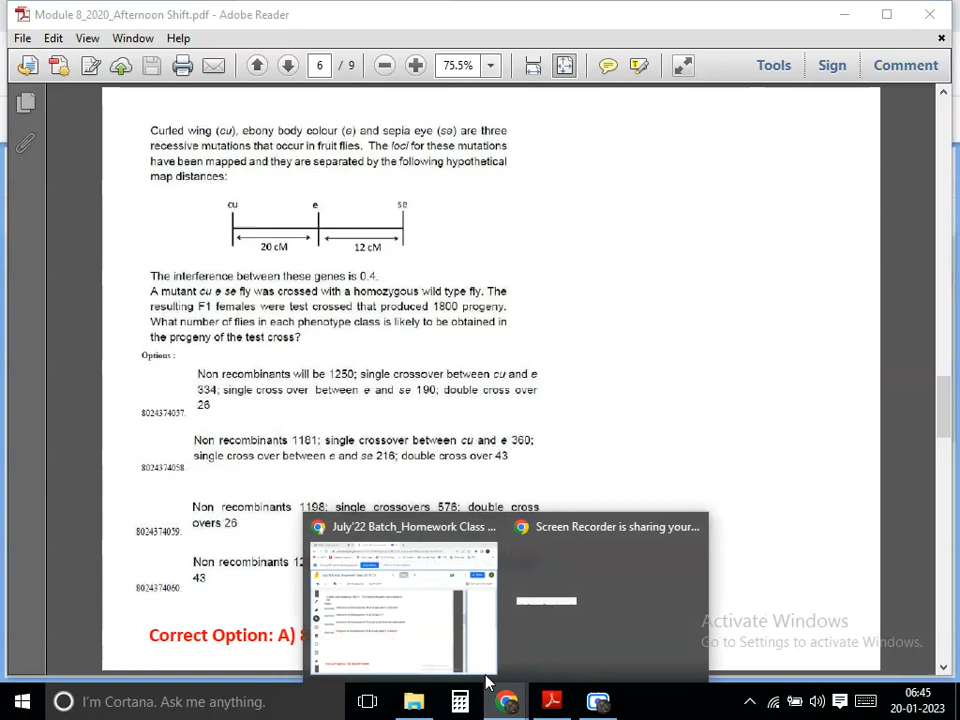 Module 8_2020_Afternoon Shift.pdf - Adobe Reader
File Edit View Window Help
6 / 9 75.5% Tools Sign Comment
Curled wing (cu), ebony body colour (e) and sepia eye (se) are three
recessive mutations that occur in fruit flies. The loci for these mutations
have been mapped and they are separated by the following hypothetical
map distances:
cu e se
20 cM 12 cM
The interference between these genes is 0.4.
A mutant cu e se fly was crossed with a homozygous wild type fly. The
resulting F1 females were test crossed that produced 1800 progeny.
What number of flies in each phenotype class is likely to be obtained in
the progeny of the test cross?
Options :
Non recombinants will be 1250; single crossover between cu and e
334; single cross over between e and se 190; double cross over
26
8024374057.
Non recombinants 1181; single crossover between cu and e 360;
single cross over between e and se 216; double cross over 43
8024374058.
Non recombinants 1198; single crossovers 576; double cross
overs 26
8024374059.
Non recombinants 12
43
8024374060.
Correct Option: A) 8
July'22 Batch_Homework Class ...
Screen Recorder is sharing your...
Activate Windows
Go to Settings to activate Windows.
I'm Cortana. Ask me anything.
06:45
20-01-2023